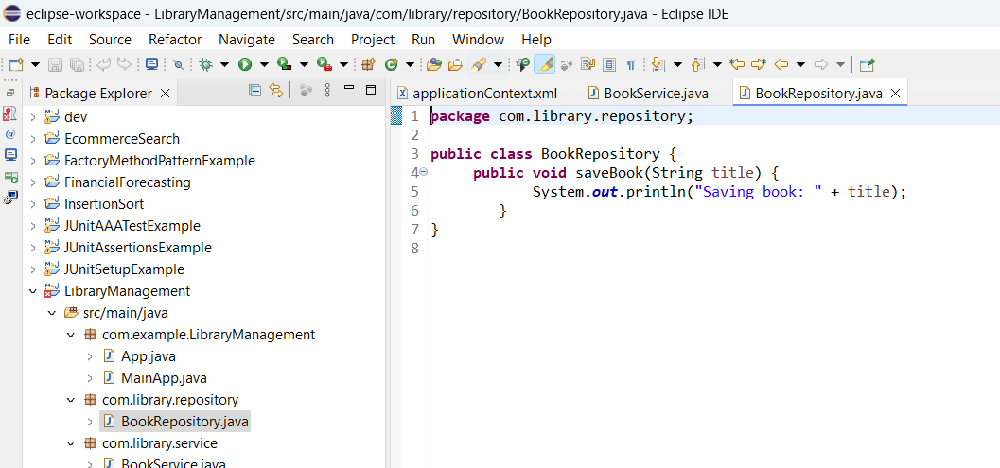 eclipse-workspace - LibraryManagement/src/main/java/com/library/repository/BookRepository.java - Eclipse IDE
File Edit Source Refactor Navigate Search Project Run Window Help
Package Explorer
applicationContext.xml BookService.java BookRepository.java
dev
EcommerceSearch
FactoryMethodPatternExample
FinancialForecasting
InsertionSort
JUnitAAATestExample
JUnitAssertionsExample
JUnitSetupExample
LibraryManagement
src/main/java
com.example.LibraryManagement
App.java
MainApp.java
com.library.repository
BookRepository.java
com.library.service
BookService.java
1 package com.library.repository;
2
3 public class BookRepository {
4 public void saveBook(String title) {
5 System.out.println("Saving book: " + title);
6 }
7 }
8